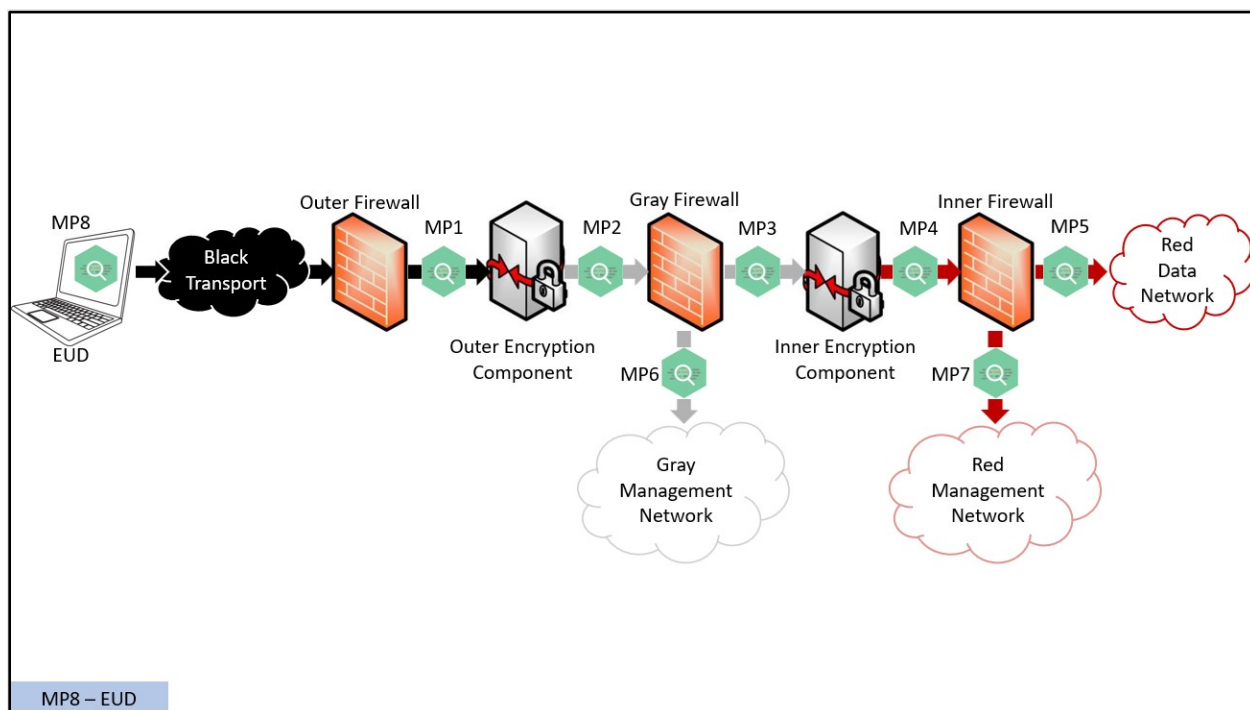 MP8
EUD
Black
Transport
Outer Firewall
MP1
Outer Encryption
Component
MP2
Gray Firewall
MP6
Gray
Management
Network
MP3
Inner Encryption
Component
MP4
Inner Firewall
MP7
Red
Management
Network
MP5
Red
Data
Network
MP8 – EUD